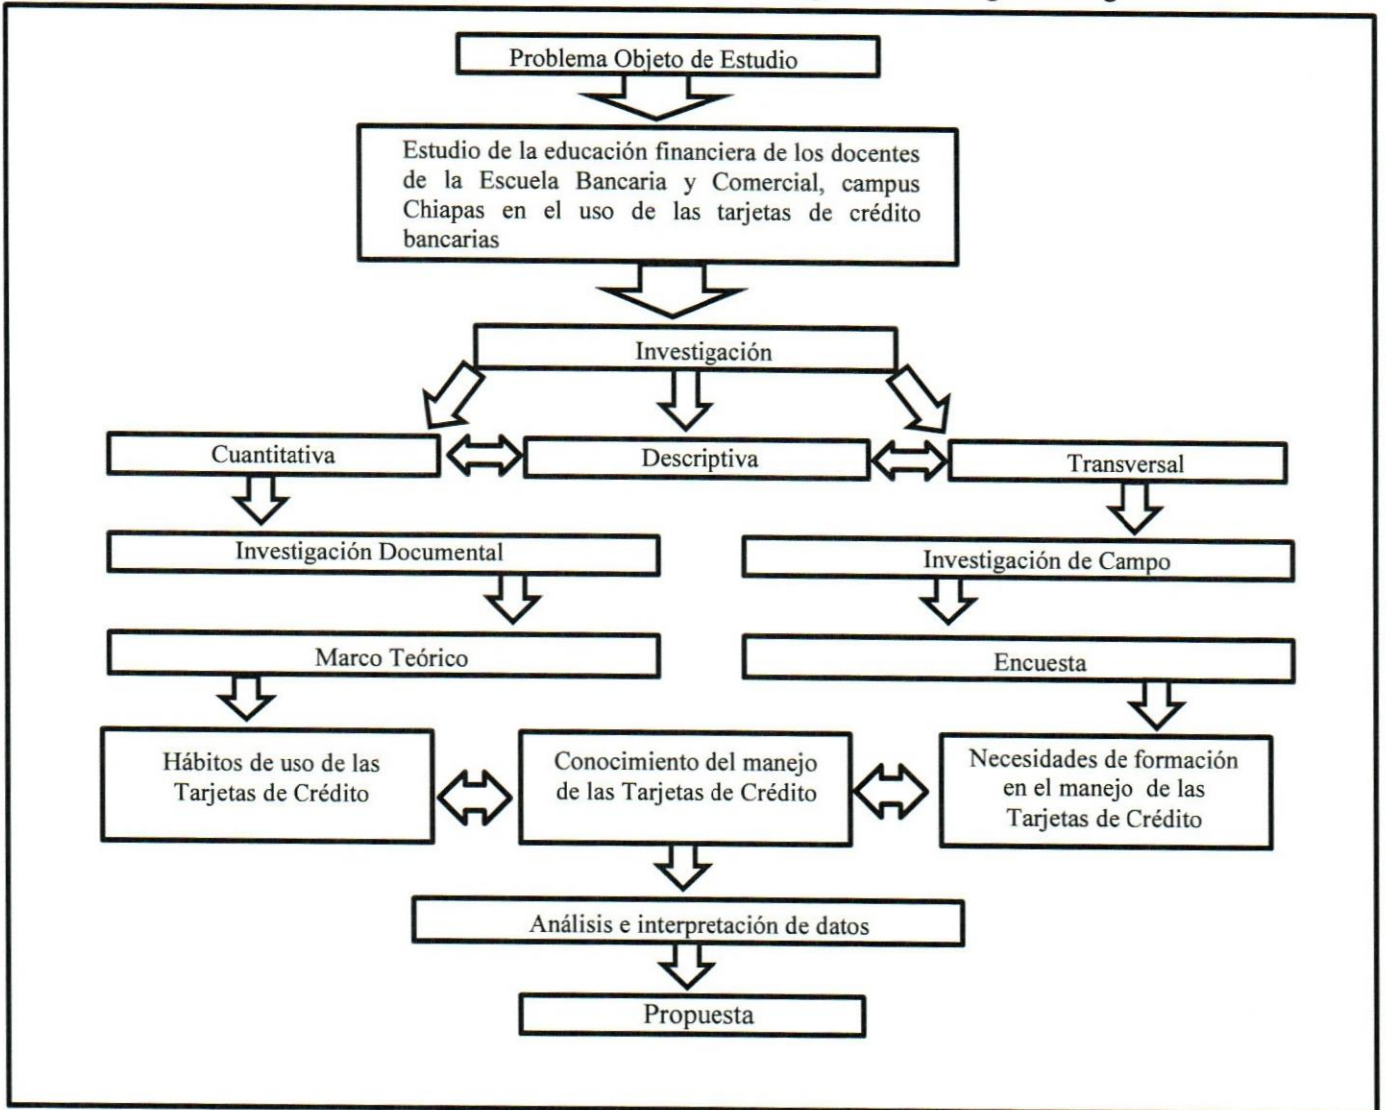 Problema Objeto de Estudio
Estudio de la educación financiera de los docentes
de la Escuela Bancaria y Comercial, campus
Chiapas en el uso de las tarjetas de crédito
bancarias
Investigación
Cuantitativa
Descriptiva
Transversal
Investigación Documental
Investigación de Campo
Marco Teórico
Encuesta
Hábitos de uso de las
Tarjetas de Crédito
Conocimiento del manejo
de las Tarjetas de Crédito
Necesidades de formación
en el manejo de las
Tarjetas de Crédito
Análisis e interpretación de datos
Propuesta